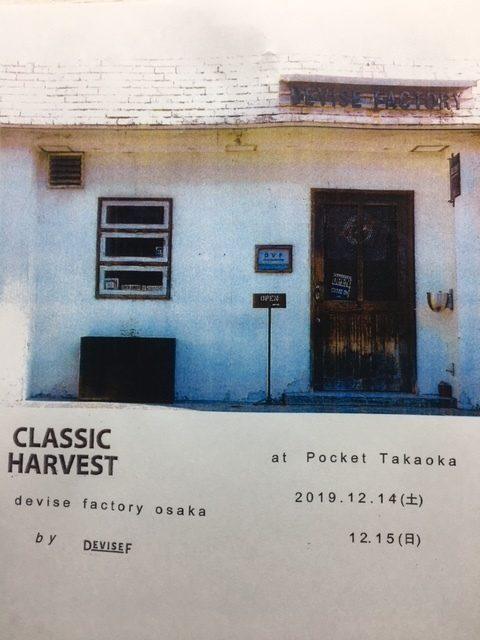 DEVISE FACTORY
DVF
OPEN
CLASSIC
HARVEST
devise factory osaka
by DEVISEF
at Pocket Takaoka
2019.12.14(土)
12.15(日)